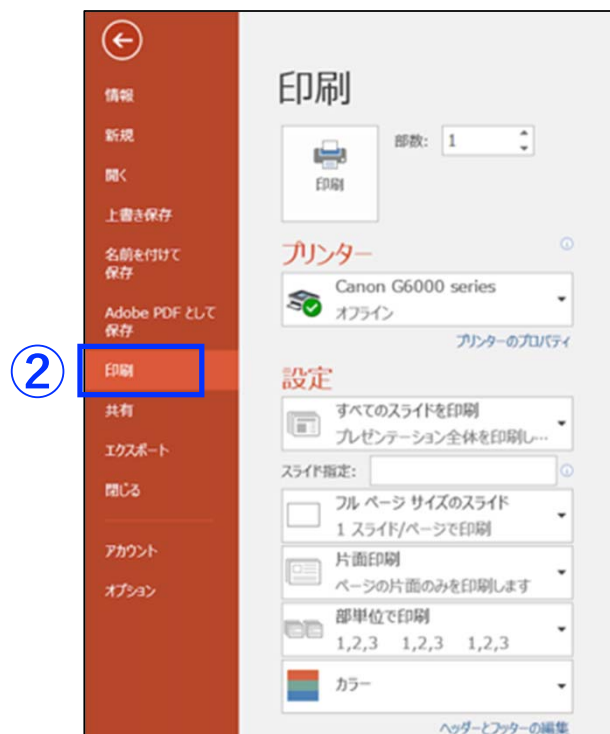 情報
新規
開く
上書き保存
名前を付けて
保存
Adobe PDF として
保存
②
印刷
共有
エクスポート
閉じる
アカウント
オプション
印刷
印刷
部数: 1
プリンター
Canon G6000 series
オフライン
プリンターのプロパティ
設定
すべてのスライドを印刷
プレゼンテーション全体を印刷し…
スライド指定:
フル ページ サイズのスライド
1 スライド/ページで印刷
片面印刷
ページの片面のみを印刷します
部単位で印刷
1,2,3 1,2,3 1,2,3
カラー
ヘッダーとフッターの編集